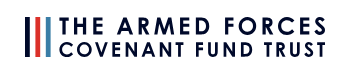 THE ARMED FORCES
COVENANT FUND TRUST